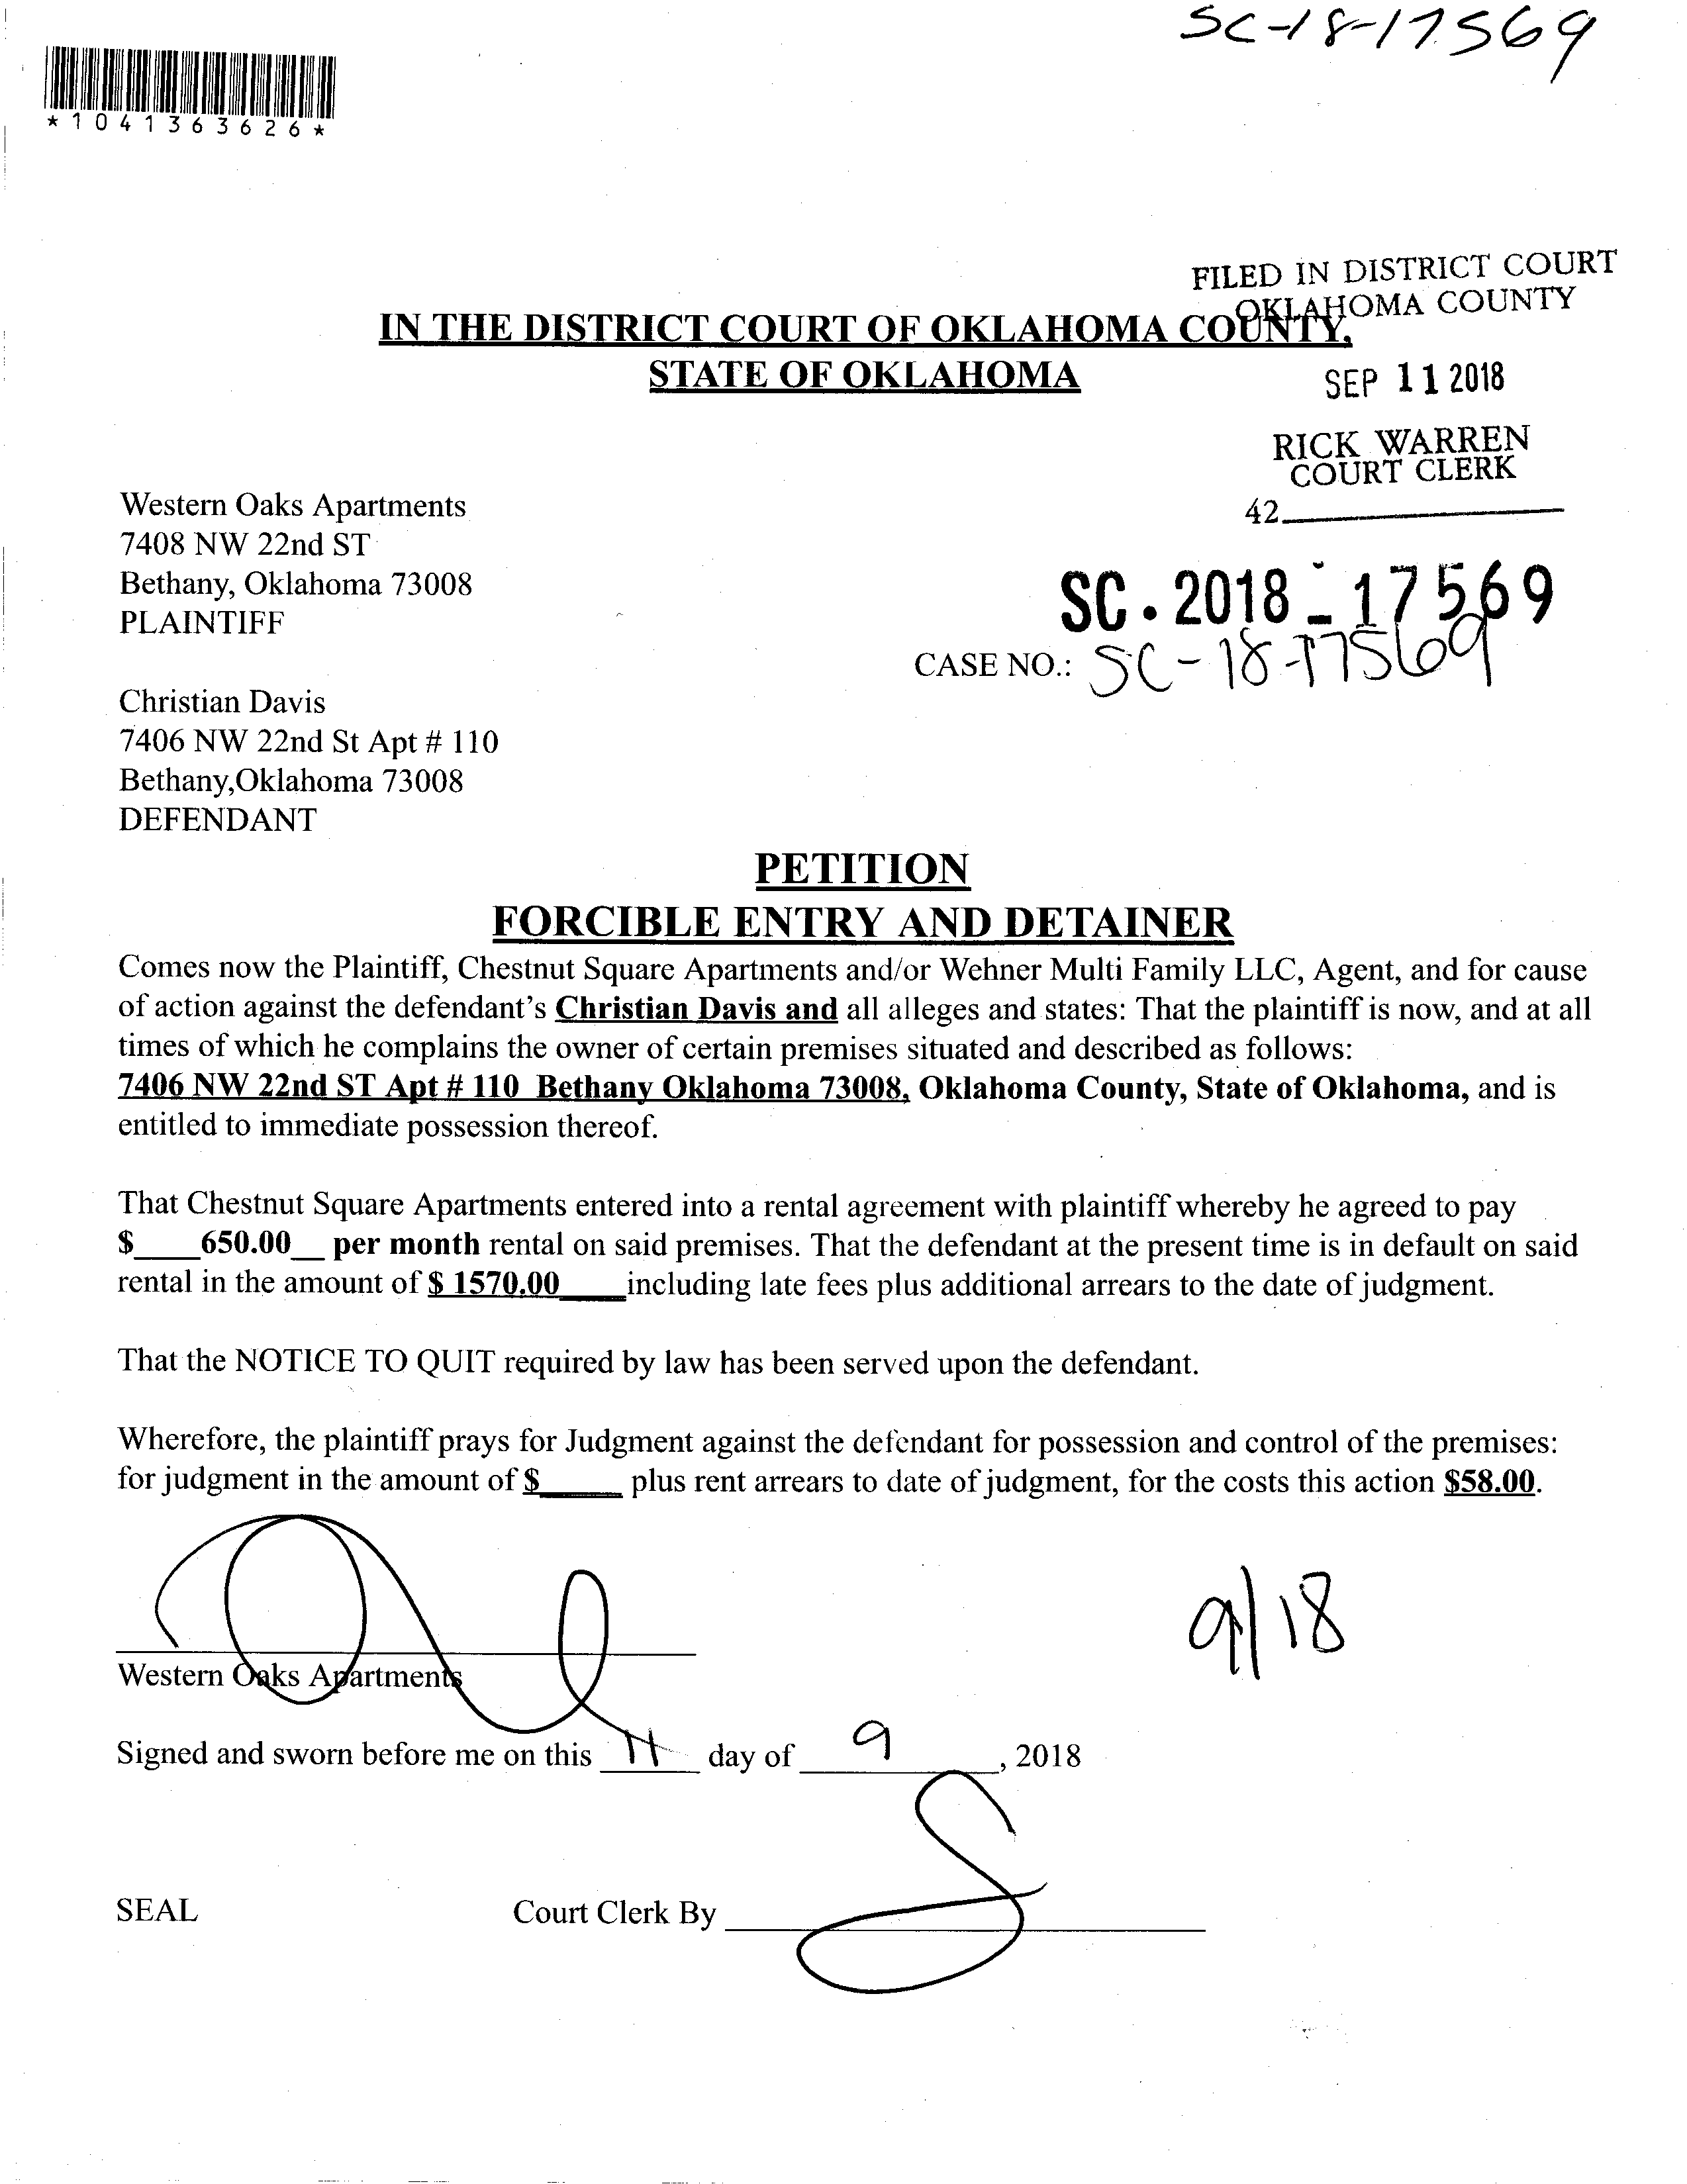 SC-18-17569
*1041363626*
FILED IN DISTRICT COURT
OKLAHOMA COUNTY
IN THE DISTRICT COURT OF OKLAHOMA COUNTY,
STATE OF OKLAHOMA
SEP 11 2018
RICK WARREN
COURT CLERK
42
Western Oaks Apartments
7408 NW 22nd ST
Bethany, Oklahoma 73008
PLAINTIFF
SC. 2018 - 17569
CASE NO.: SC-18-17569
Christian Davis
7406 NW 22nd St Apt # 110
Bethany,Oklahoma 73008
DEFENDANT
PETITION
FORCIBLE ENTRY AND DETAINER
Comes now the Plaintiff, Chestnut Square Apartments and/or Wehner Multi Family LLC, Agent, and for cause
of action against the defendant's Christian Davis and all alleges and states: That the plaintiff is now, and at all
times of which he complains the owner of certain premises situated and described as follows:
7406 NW 22nd ST Apt # 110 Bethany Oklahoma 73008, Oklahoma County, State of Oklahoma, and is
entitled to immediate possession thereof.
That Chestnut Square Apartments entered into a rental agreement with plaintiff whereby he agreed to pay
$____650.00__ per month rental on said premises. That the defendant at the present time is in default on said
rental in the amount of $ 1570.00____including late fees plus additional arrears to the date of judgment.
That the NOTICE TO QUIT required by law has been served upon the defendant.
Wherefore, the plaintiff prays for Judgment against the defendant for possession and control of the premises:
for judgment in the amount of $_____ plus rent arrears to date of judgment, for the costs this action $58.00.
9/18
Western Oaks Apartments
Signed and sworn before me on this 11 day of 9, 2018
SEAL Court Clerk By